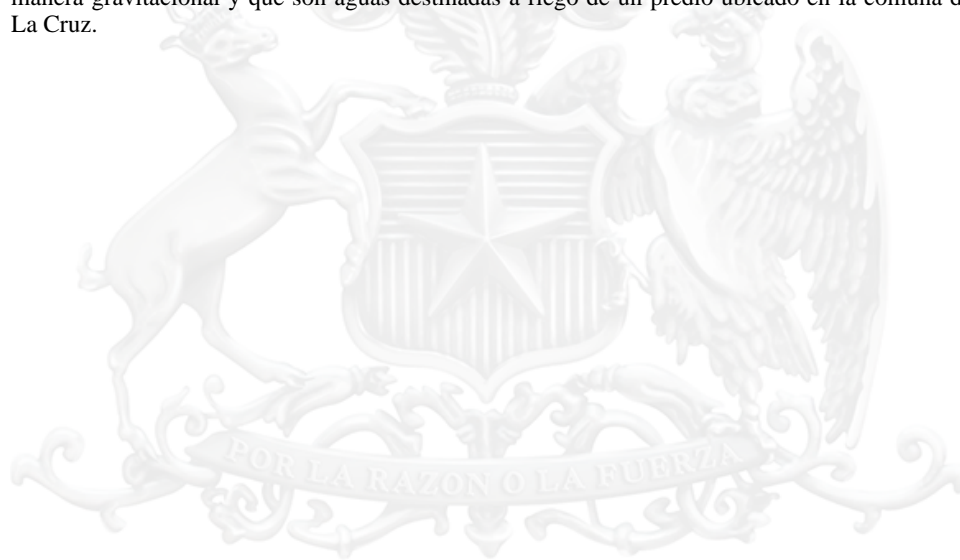 manera gravitacional y que son aguas destinadas a riego de un predio ubicado en la comuna d
La Cruz.
POR LA RAZON O LA FUERZA